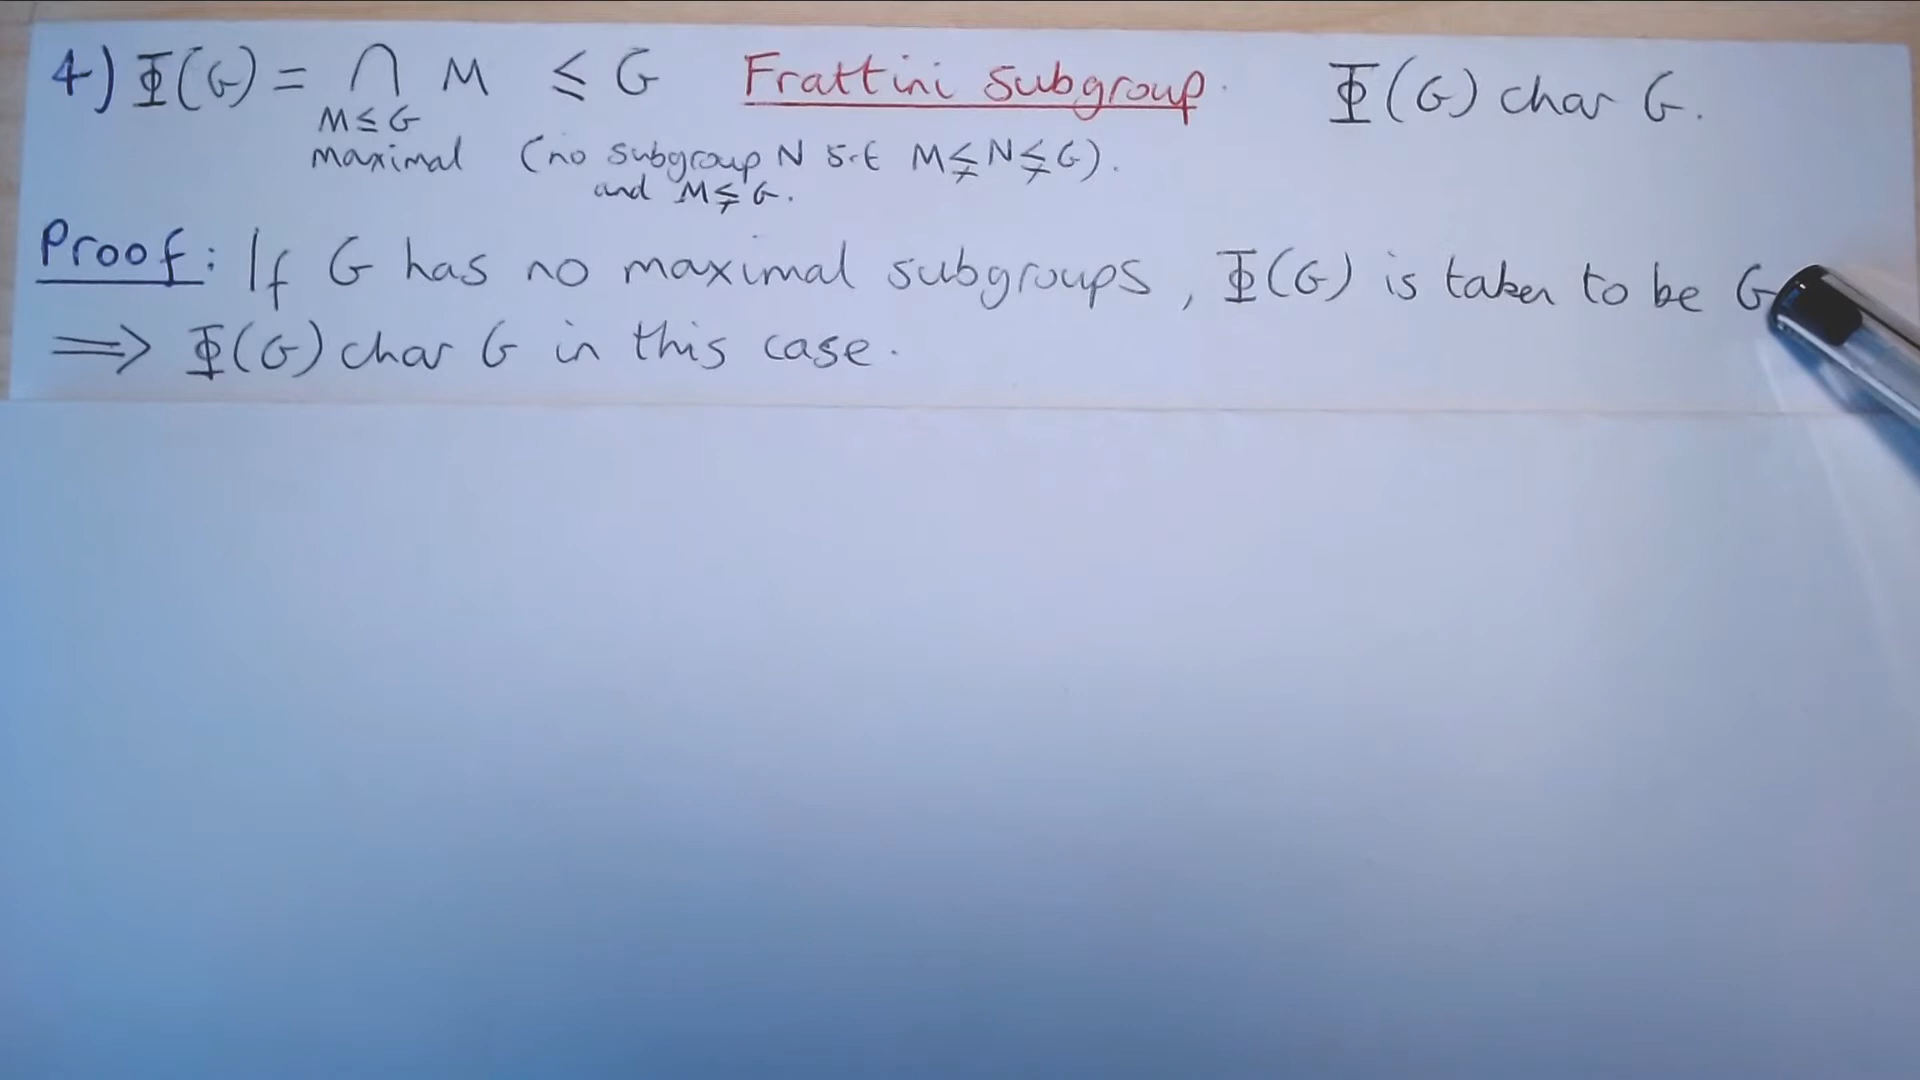 4) Φ(G) = ∩ M ≤ G Frattini Subgroup. Φ(G) char G.
M ≤ G
maximal (no subgroup N s.t M ≨ N ≨ G).
and M ≨ G.
Proof: If G has no maximal subgroups, Φ(G) is taken to be G
⟹ Φ(G) char G in this case.